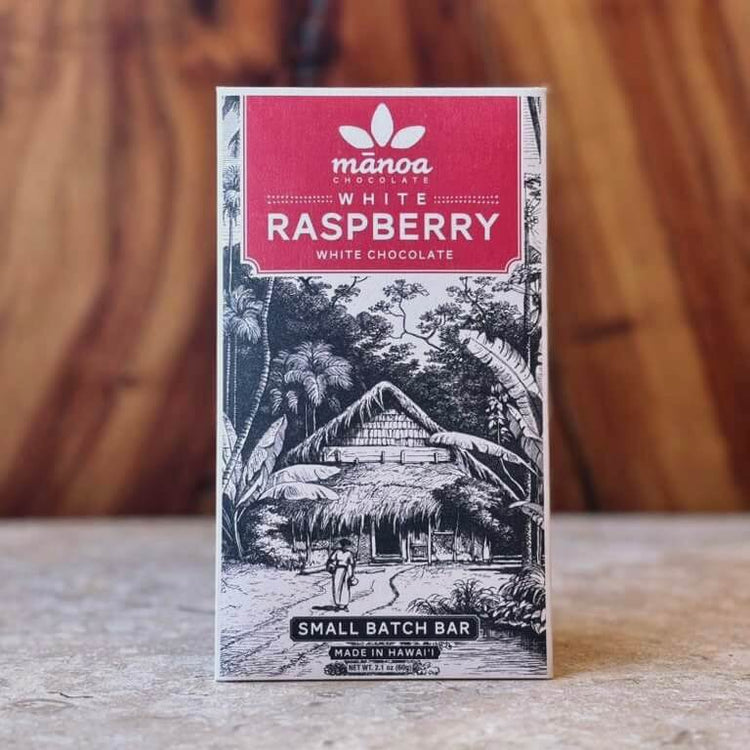 mānoa
CHOCOLATE
WHITE
RASPBERRY
WHITE CHOCOLATE
SMALL BATCH BAR
MADE IN HAWAI'I
NET WT. 2.1 oz (60g)